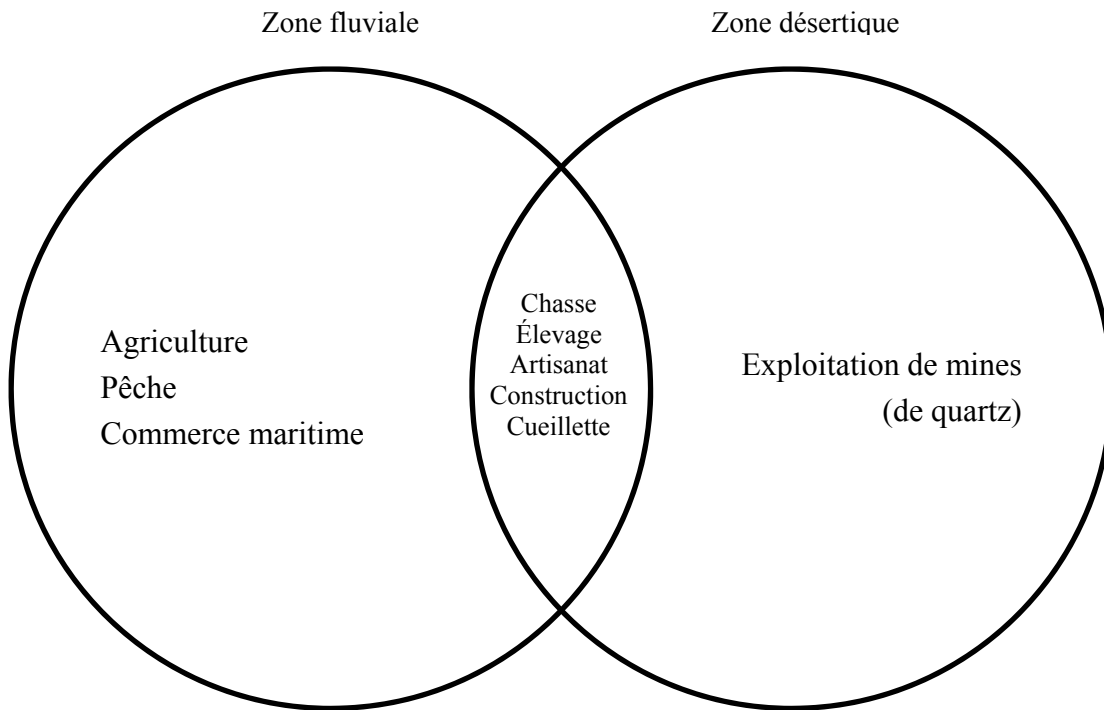 Zone fluviale
Zone désertique
Agriculture
Pêche
Commerce maritime
Chasse
Élevage
Artisanat
Construction
Cueillette
Exploitation de mines
(de quartz)